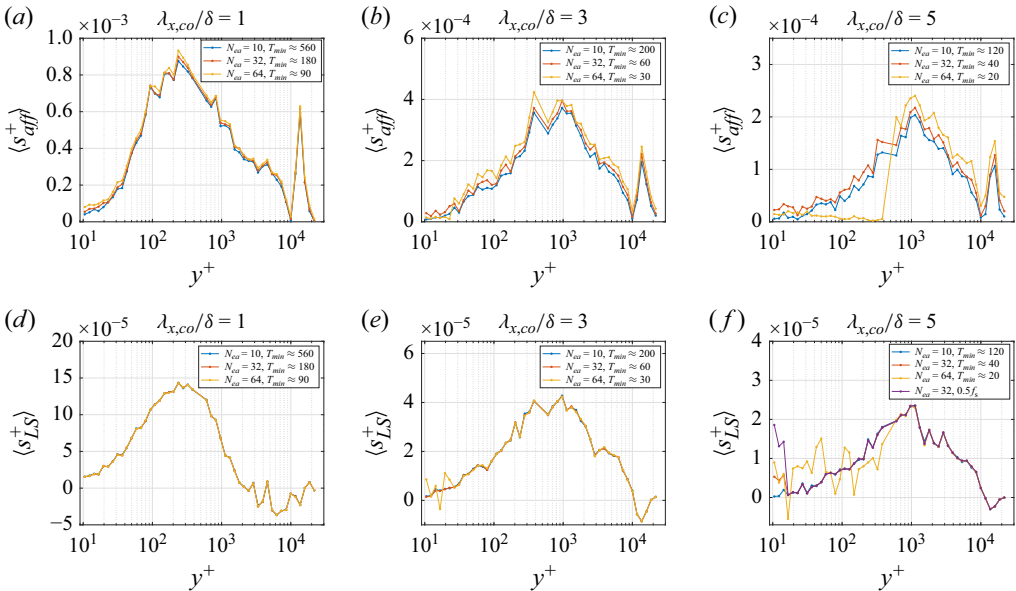 (a) λx,co/δ = 1
×10⁻³
1.0
0.8
0.6
0.4
0.2
0
⟨s⁺aff⟩
Nea = 10, Tmin ≈ 560
Nea = 32, Tmin ≈ 180
Nea = 64, Tmin ≈ 90
10¹ 10² 10³ 10⁴
y⁺
(b) λx,co/δ = 3
×10⁻⁴
6
4
2
0
⟨s⁺aff⟩
Nea = 10, Tmin ≈ 200
Nea = 32, Tmin ≈ 60
Nea = 64, Tmin ≈ 30
10¹ 10² 10³ 10⁴
y⁺
(c) λx,co/δ = 5
×10⁻⁴
3
2
1
0
⟨s⁺aff⟩
Nea = 10, Tmin ≈ 120
Nea = 32, Tmin ≈ 40
Nea = 64, Tmin ≈ 20
10¹ 10² 10³ 10⁴
y⁺
(d) λx,co/δ = 1
×10⁻⁵
20
15
10
5
0
−5
⟨s⁺LS⟩
Nea = 10, Tmin ≈ 560
Nea = 32, Tmin ≈ 180
Nea = 64, Tmin ≈ 90
10¹ 10² 10³ 10⁴
y⁺
(e) λx,co/δ = 3
×10⁻⁵
6
4
2
0
⟨s⁺LS⟩
Nea = 10, Tmin ≈ 200
Nea = 32, Tmin ≈ 60
Nea = 64, Tmin ≈ 30
10¹ 10² 10³ 10⁴
y⁺
(f) λx,co/δ = 5
×10⁻⁵
4
3
2
1
0
⟨s⁺LS⟩
Nea = 10, Tmin ≈ 120
Nea = 32, Tmin ≈ 40
Nea = 64, Tmin ≈ 20
Nea = 32, 0.5fs
10¹ 10² 10³ 10⁴
y⁺